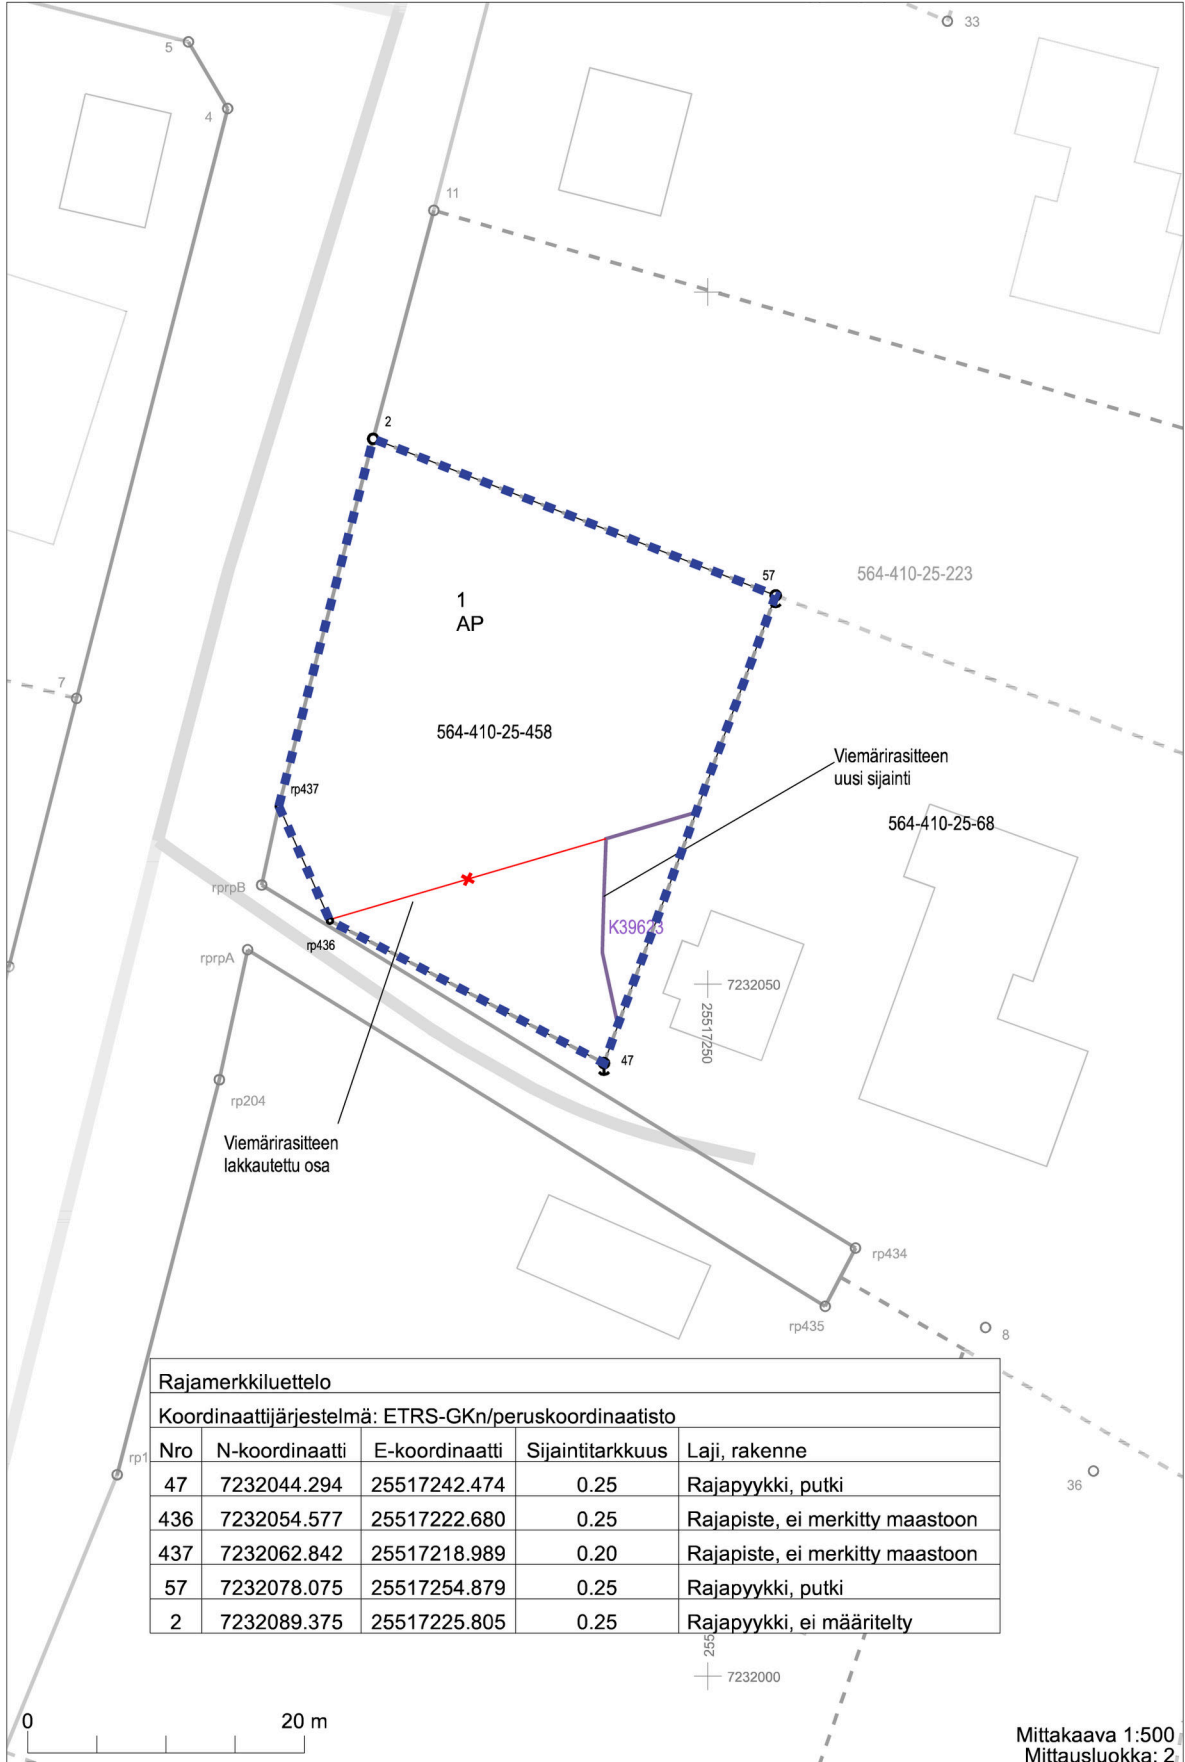 33
5
4
11
2
57
564-410-25-223
1
AP
7
564-410-25-458
Viemärirasitteen
uusi sijainti
rp437
564-410-25-68
rprpB
K39623
rp436
rprpA
7232050
25517250
47
rp204
Viemärirasitteen
lakkautettu osa
rp434
rp435
8
Rajamerkkiluettelo
Koordinaattijärjestelmä: ETRS-GKn/peruskoordinaatisto
Nro N-koordinaatti E-koordinaatti Sijaintitarkkuus Laji, rakenne
47 7232044.294 25517242.474 0.25 Rajapyykki, putki
436 7232054.577 25517222.680 0.25 Rajapiste, ei merkitty maastoon
437 7232062.842 25517218.989 0.20 Rajapiste, ei merkitty maastoon
57 7232078.075 25517254.879 0.25 Rajapyykki, putki
2 7232089.375 25517225.805 0.25 Rajapyykki, ei määritelty
rp1
36
255
7232000
0 20 m
Mittakaava 1:500
Mittausluokka: 2